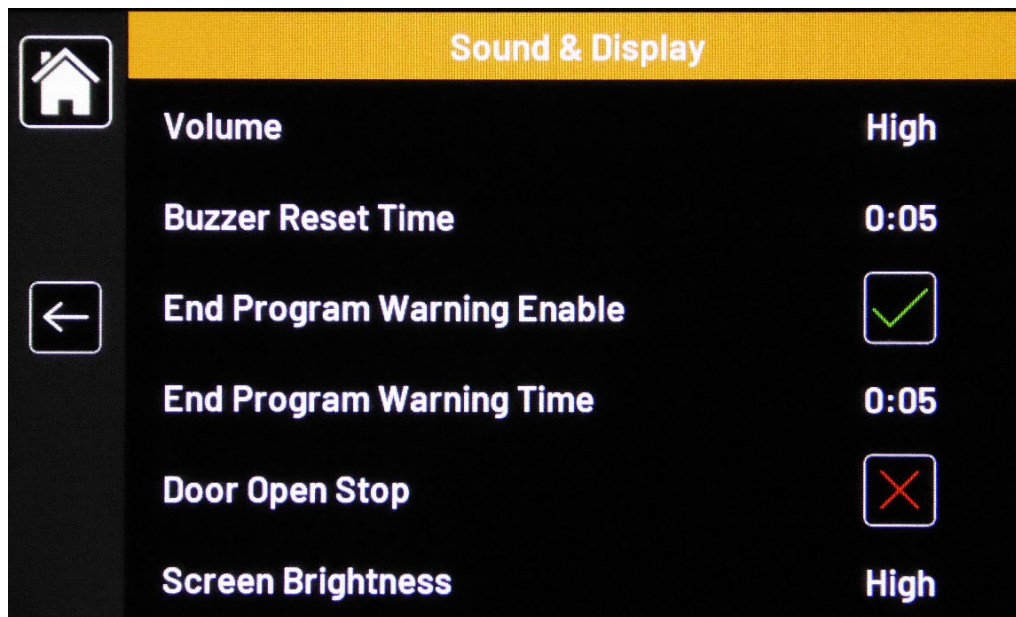 Sound & Display
Volume High
Buzzer Reset Time 0:05
End Program Warning Enable
End Program Warning Time 0:05
Door Open Stop
Screen Brightness High